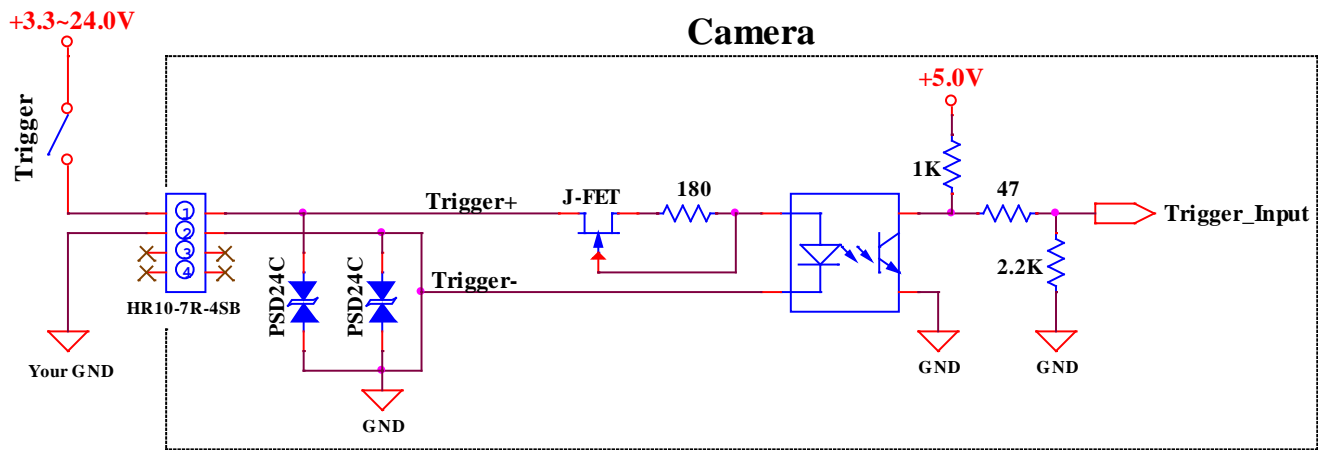 Camera
+3.3~24.0V
Trigger
+5.0V
1K
J-FET
180
47
Trigger+
1
2
3
4
Trigger_Input
2.2K
Trigger-
PSD24C
PSD24C
HR10-7R-4SB
Your GND
GND
GND
GND